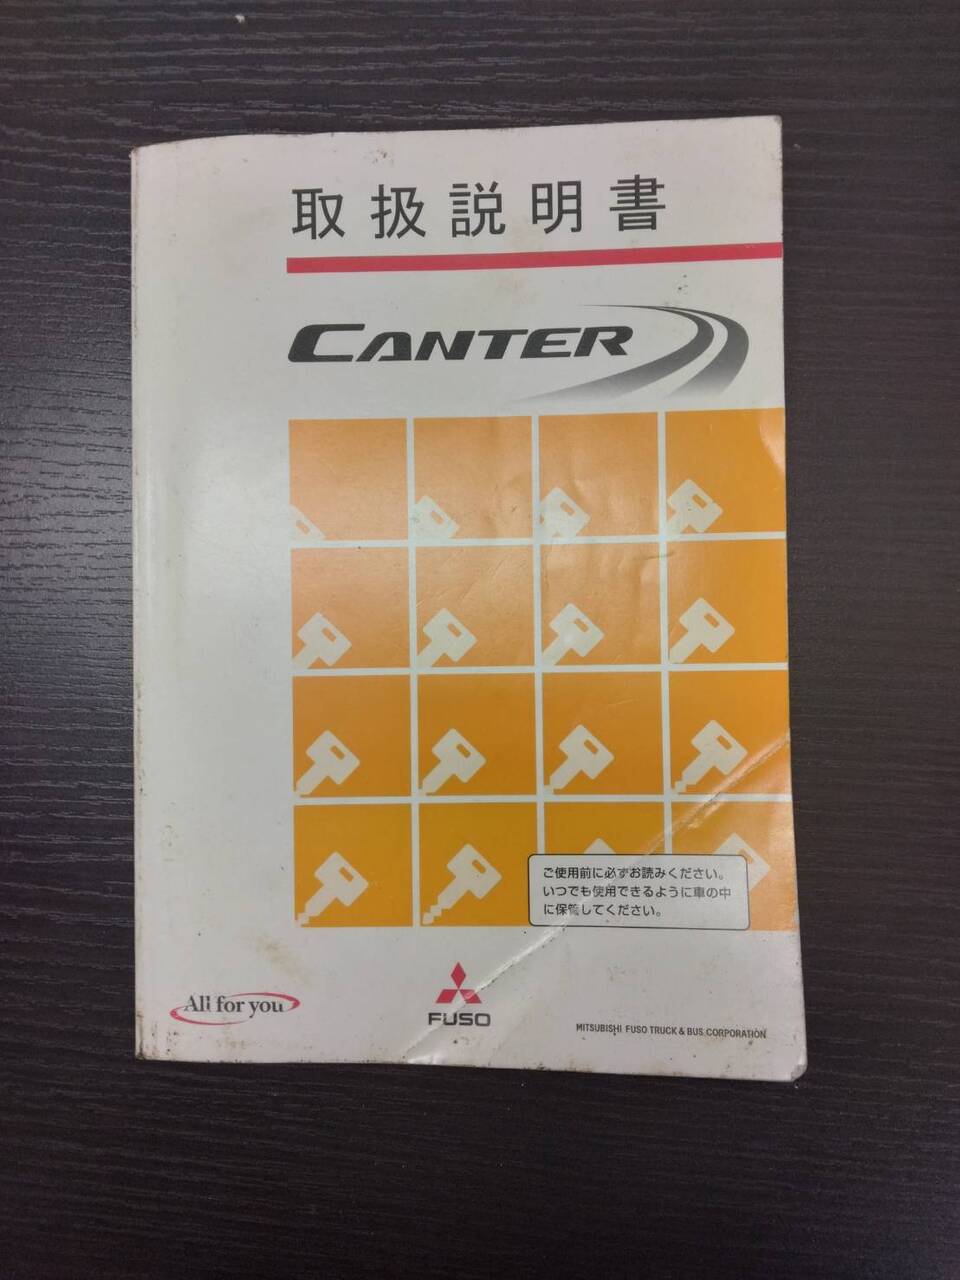 取扱説明書
CANTER
ご使用前に必ずお読みください。
いつでも使用できるように車の中
に保管してください。
All for you
FUSO
MITSUBISHI FUSO TRUCK & BUS CORPORATION